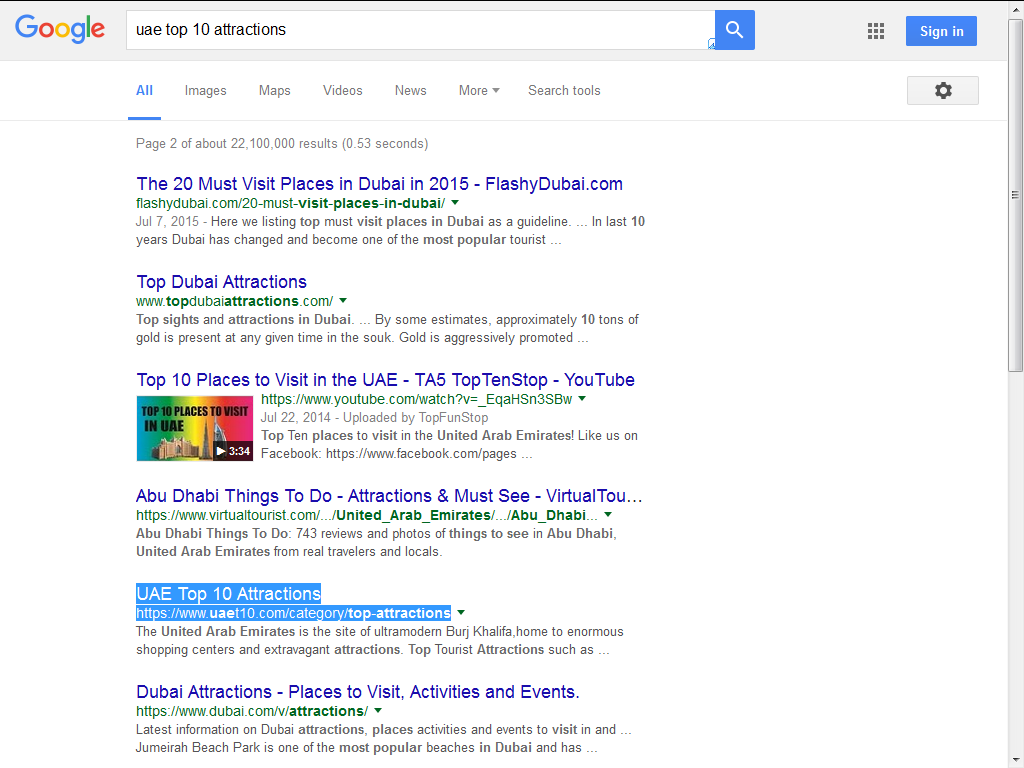 Google
uae top 10 attractions
Sign in
All Images Maps Videos News More Search tools
Page 2 of about 22,100,000 results (0.53 seconds)
The 20 Must Visit Places in Dubai in 2015 - FlashyDubai.com
flashydubai.com/20-must-visit-places-in-dubai/
Jul 7, 2015 - Here we listing top must visit places in Dubai as a guideline. ... In last 10
years Dubai has changed and become one of the most popular tourist ...
Top Dubai Attractions
www.topdubaiattractions.com/
Top sights and attractions in Dubai. ... By some estimates, approximately 10 tons of
gold is present at any given time in the souk. Gold is aggressively promoted ...
Top 10 Places to Visit in the UAE - TA5 TopTenStop - YouTube
TOP 10 PLACES TO VISIT
IN UAE
3:34
https://www.youtube.com/watch?v=_EqaHSn3SBw
Jul 22, 2014 - Uploaded by TopFunStop
Top Ten places to visit in the United Arab Emirates! Like us on
Facebook: https://www.facebook.com/pages ...
Abu Dhabi Things To Do - Attractions & Must See - VirtualTou...
https://www.virtualtourist.com/.../United_Arab_Emirates/.../Abu_Dhabi...
Abu Dhabi Things To Do: 743 reviews and photos of things to see in Abu Dhabi,
United Arab Emirates from real travelers and locals.
UAE Top 10 Attractions
https://www.uaet10.com/category/top-attractions
The United Arab Emirates is the site of ultramodern Burj Khalifa,home to enormous
shopping centers and extravagant attractions. Top Tourist Attractions such as ...
Dubai Attractions - Places to Visit, Activities and Events.
https://www.dubai.com/v/attractions/
Latest information on Dubai attractions, places activities and events to visit in and ...
Jumeirah Beach Park is one of the most popular beaches in Dubai and has ...